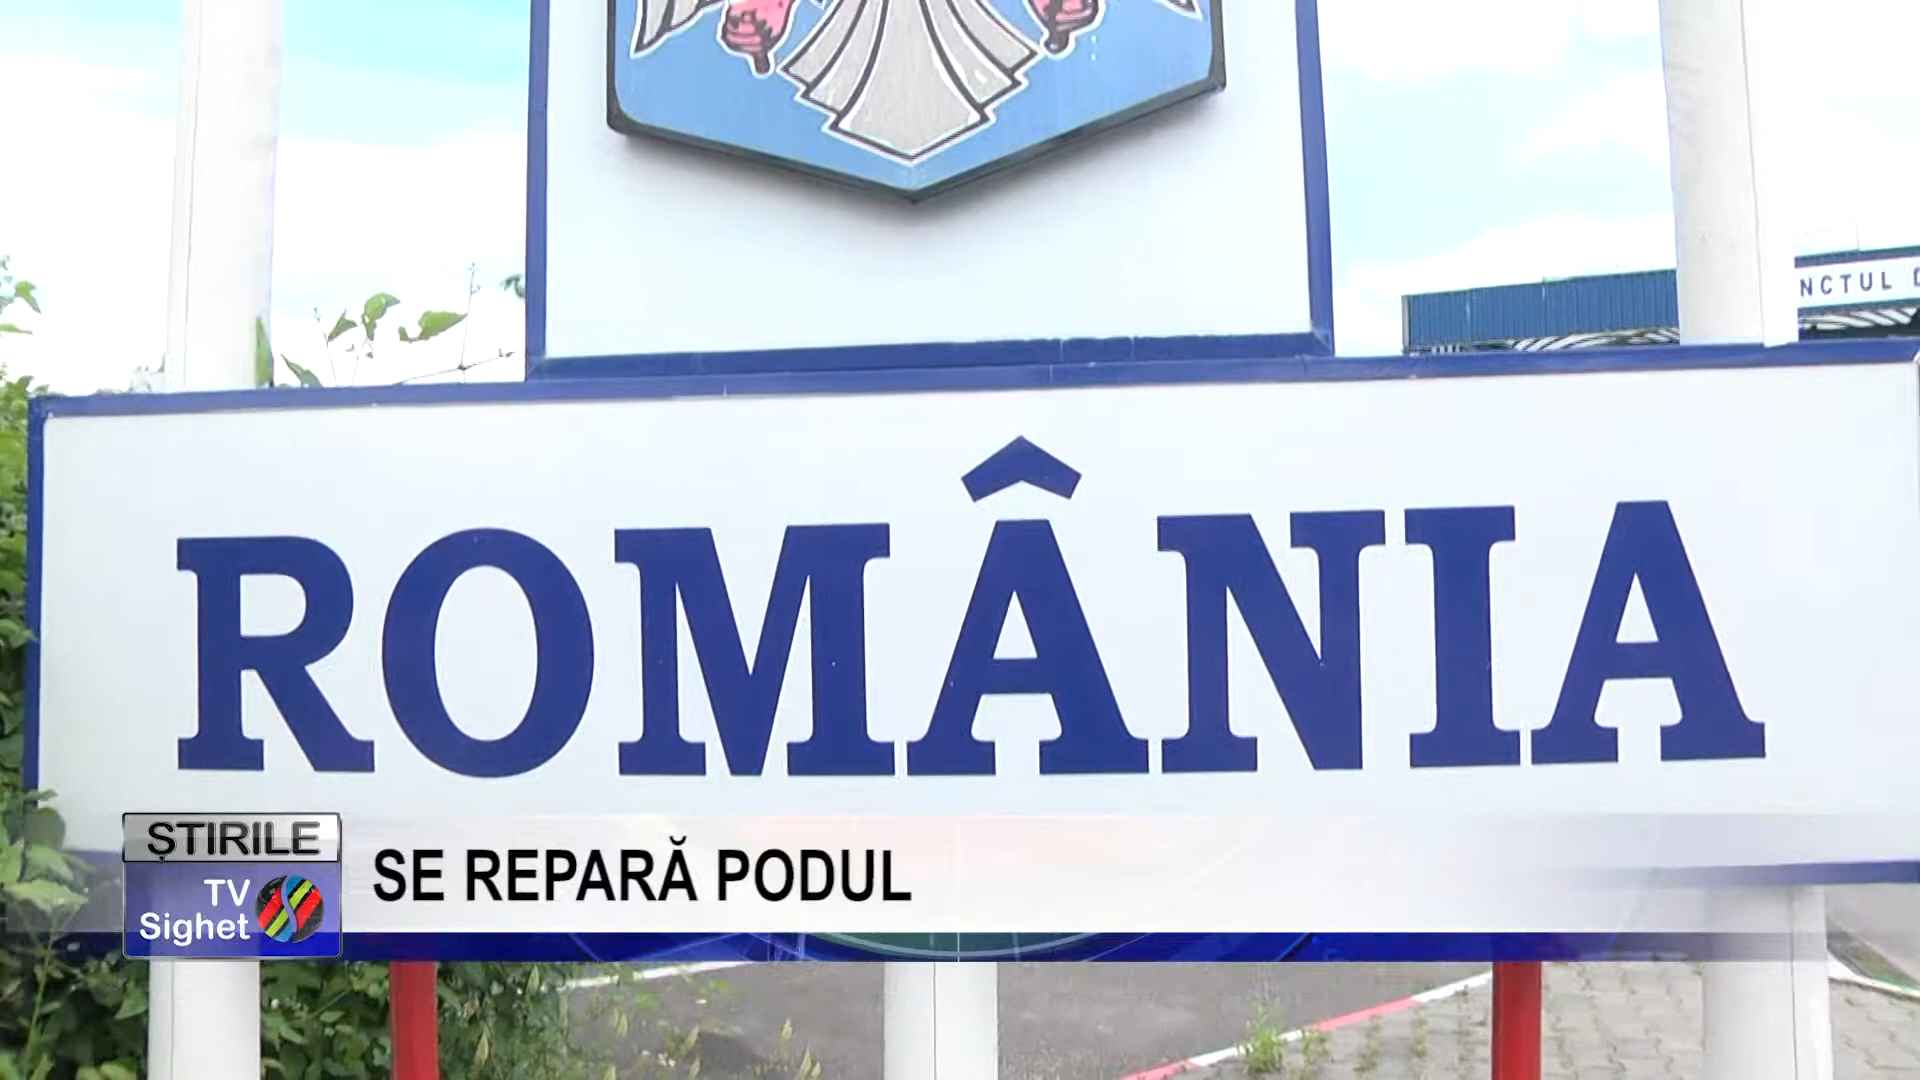 NCTUL
ROMÂNIA
ȘTIRILE
TV
Sighet
SE REPARĂ PODUL